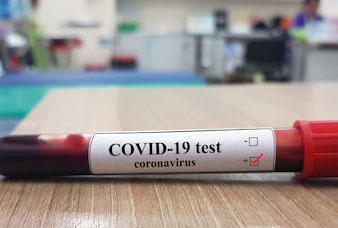 COVID-19 test
coronavirus
-
+